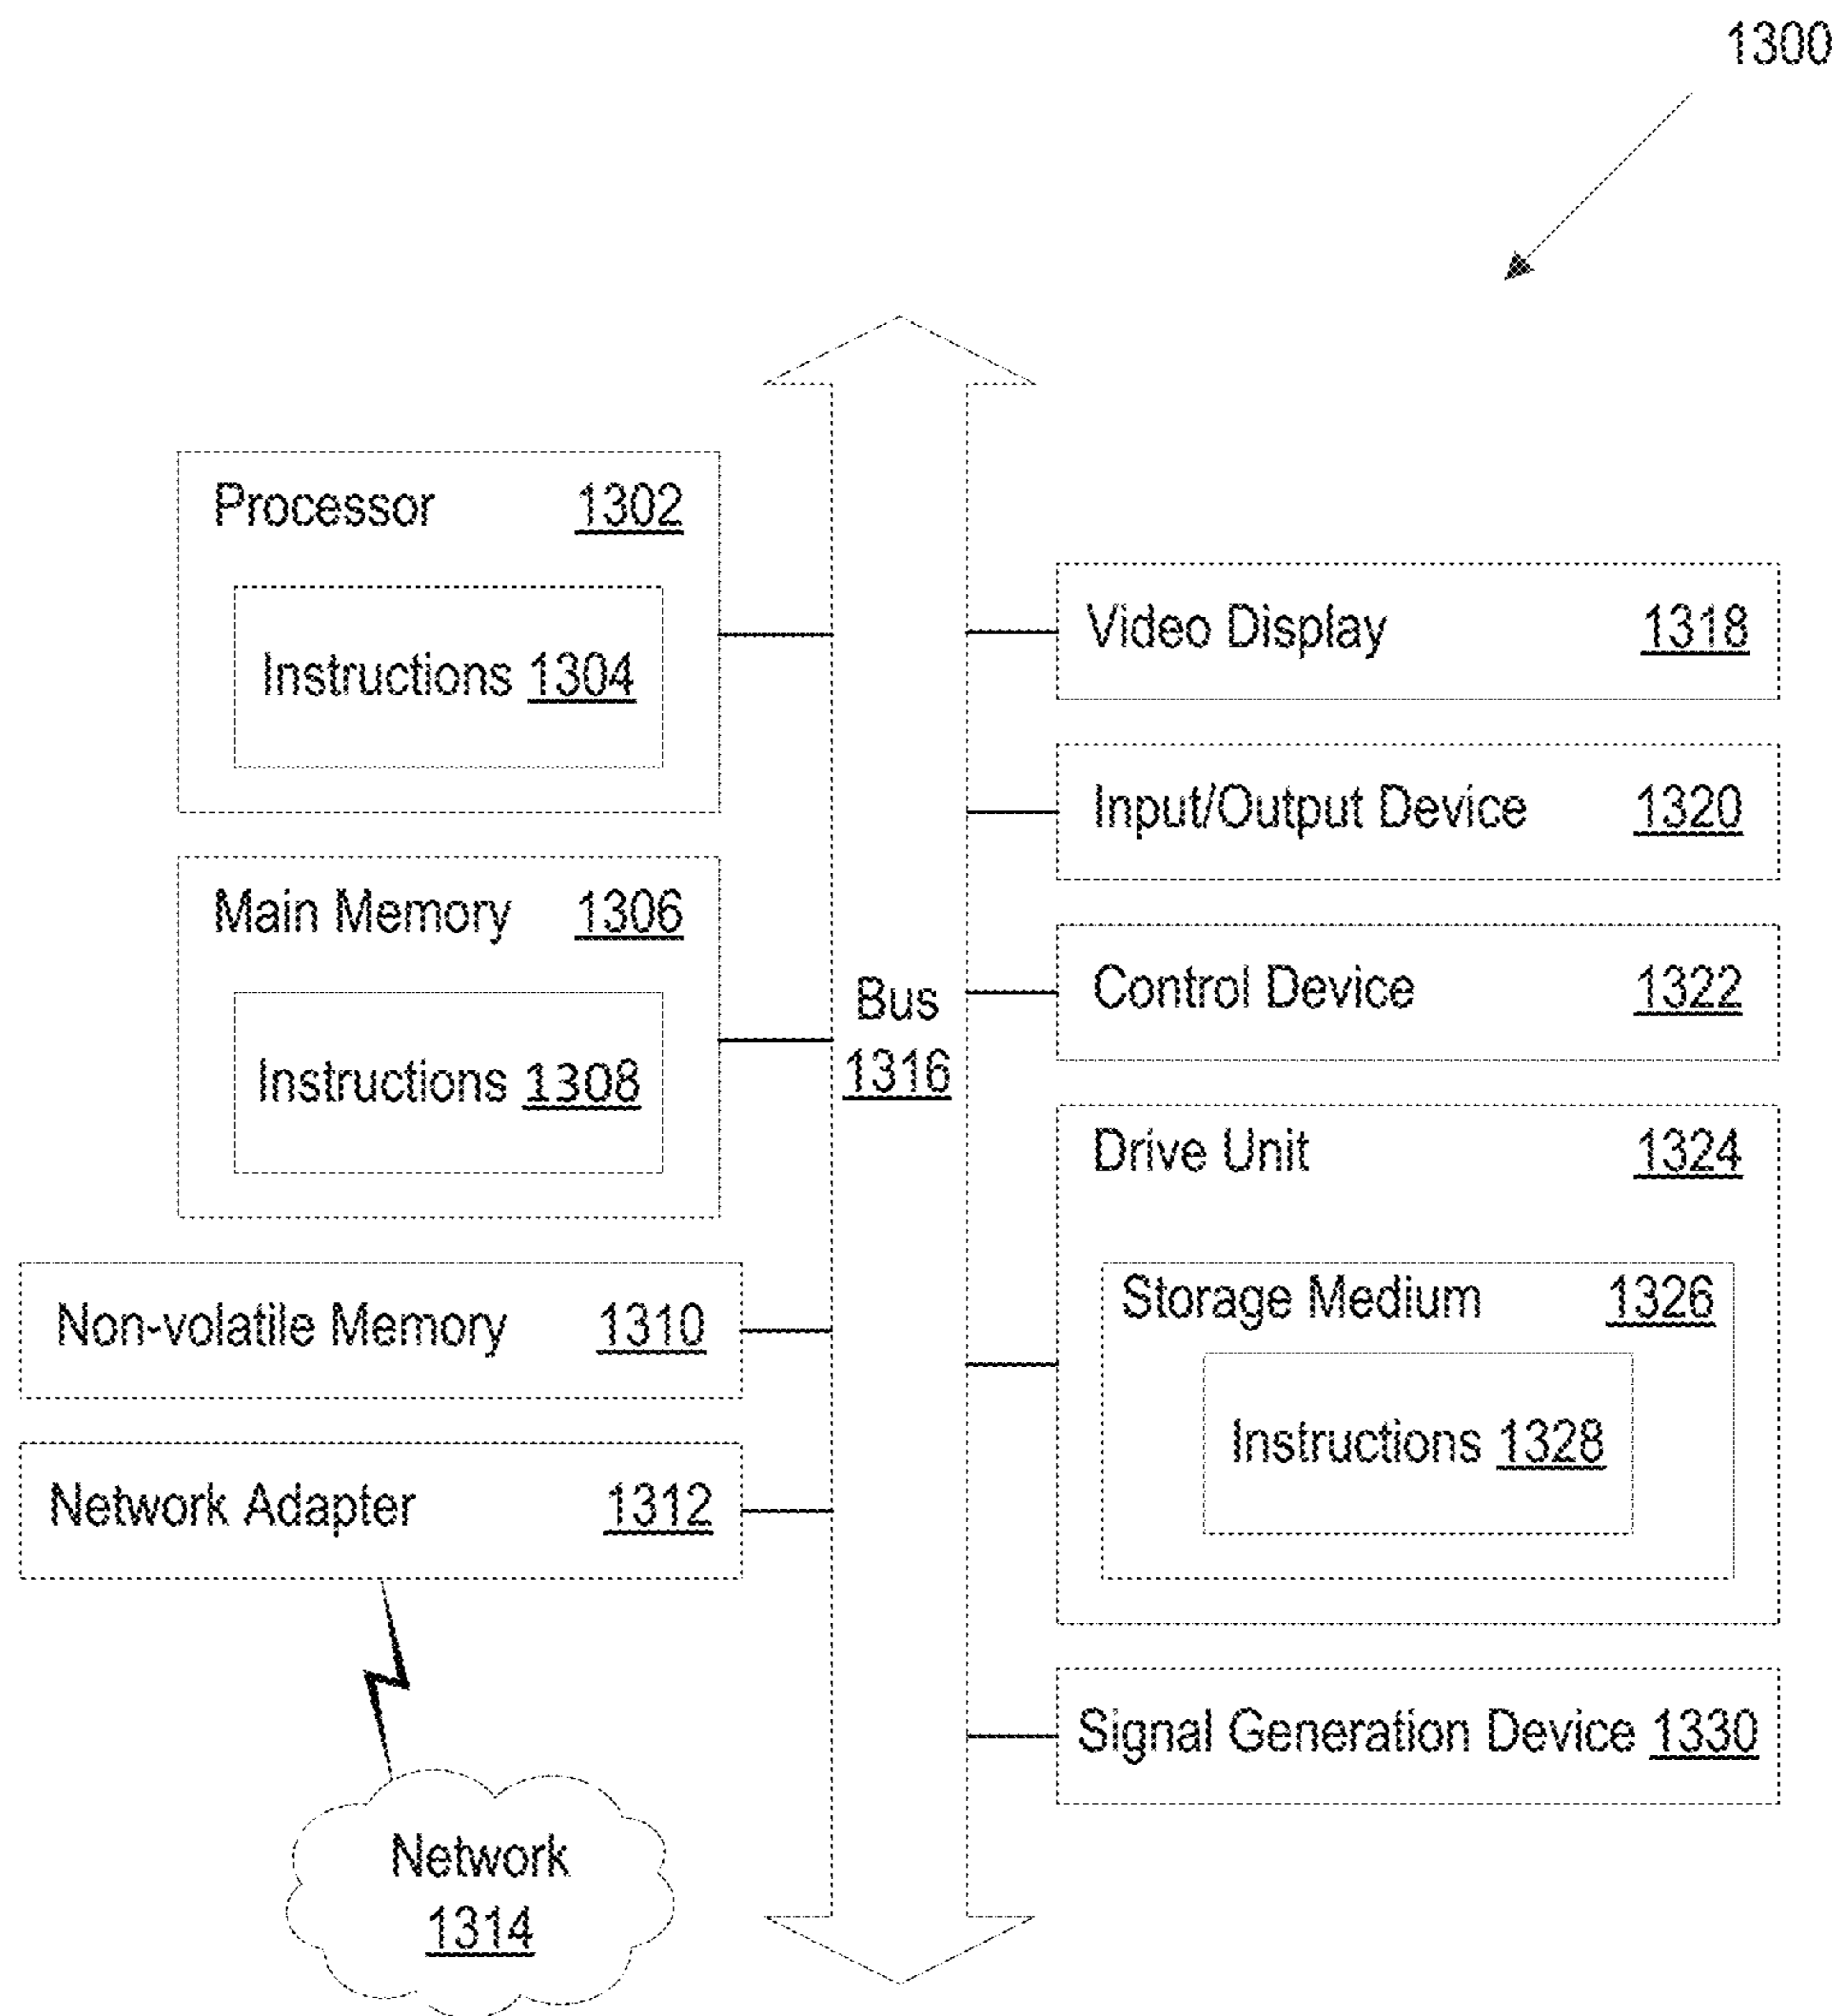 1300
Processor 1302
Instructions 1304
Main Memory 1306
Instructions 1308
Non-volatile Memory 1310
Network Adapter 1312
Network
1314
Bus
1316
Video Display 1318
Input/Output Device 1320
Control Device 1322
Drive Unit 1324
Storage Medium 1326
Instructions 1328
Signal Generation Device 1330